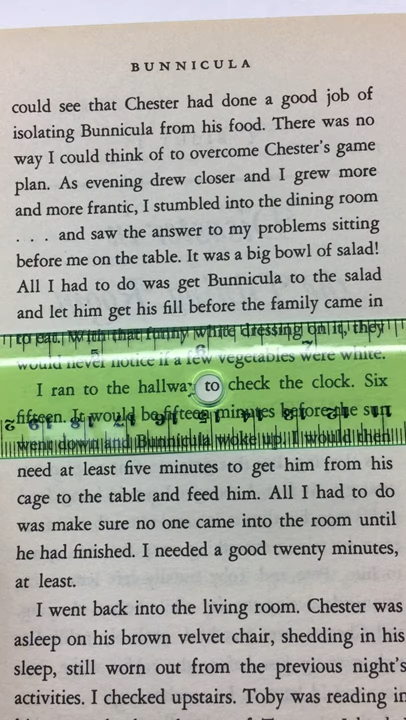 BUNNICULA
could see that Chester had done a good job of
isolating Bunnicula from his food. There was no
way I could think of to overcome Chester's game
plan. As evening drew closer and I grew more
and more frantic, I stumbled into the dining room
. . . and saw the answer to my problems sitting
before me on the table. It was a big bowl of salad!
All I had to do was get Bunnicula to the salad
and let him get his fill before the family came in
to eat. With that funny white dressing on it, they
would never notice if a few vegetables were white.
I ran to the hallway to check the clock. Six
fifteen. It would be fifteen minutes before the sun
went down and Bunnicula woke up. I would then
need at least five minutes to get him from his
cage to the table and feed him. All I had to do
was make sure no one came into the room until
he had finished. I needed a good twenty minutes,
at least.
I went back into the living room. Chester was
asleep on his brown velvet chair, shedding in his
sleep, still worn out from the previous night's
activities. I checked upstairs. Toby was reading in